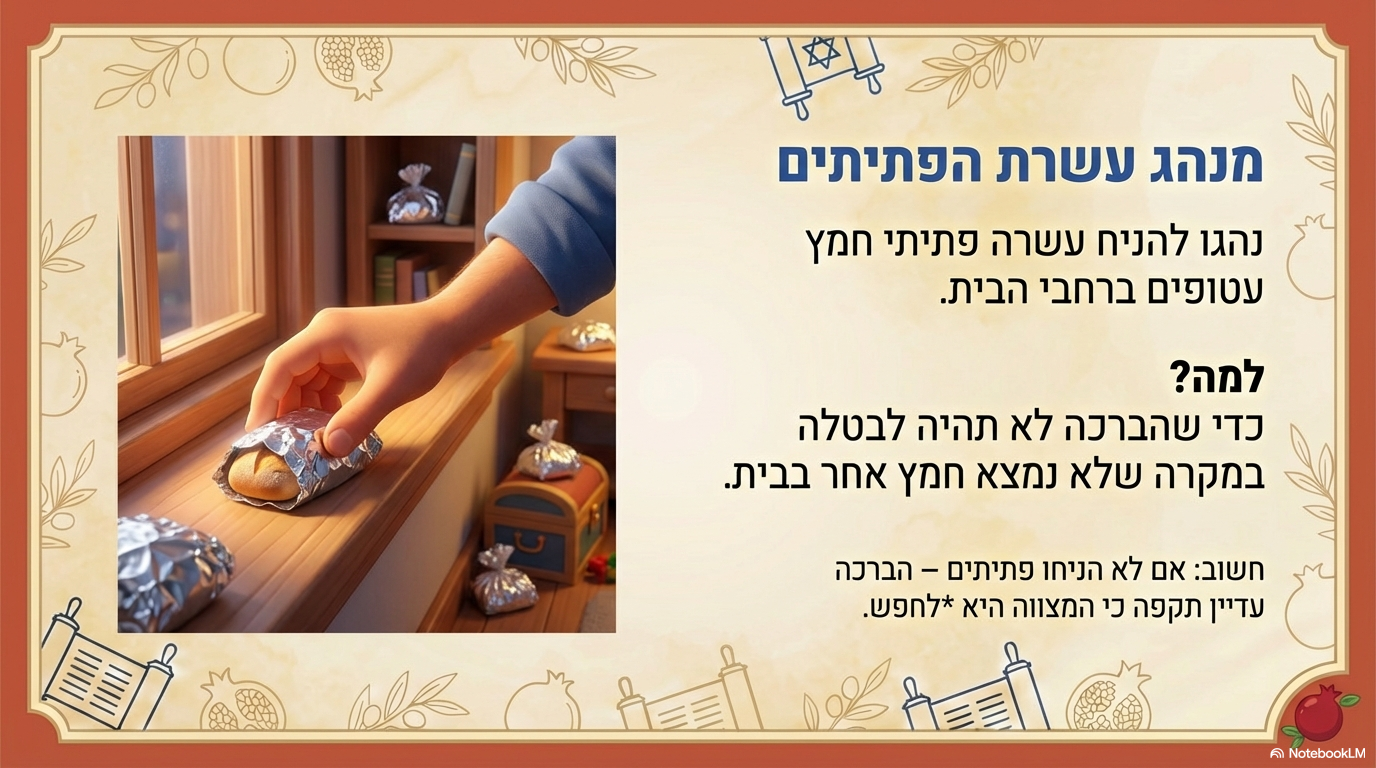 מנהג עשרת הפתיתים
נהגו להניח עשרה פתיתי חמץ
עטופים ברחבי הבית.
למה?
כדי שהברכה לא תהיה לבטלה
במקרה שלא נמצא חמץ אחר בבית.
חשוב: אם לא הניחו פתיתים – הברכה
עדיין תקפה כי המצווה היא *לחפש.
NotebookLM